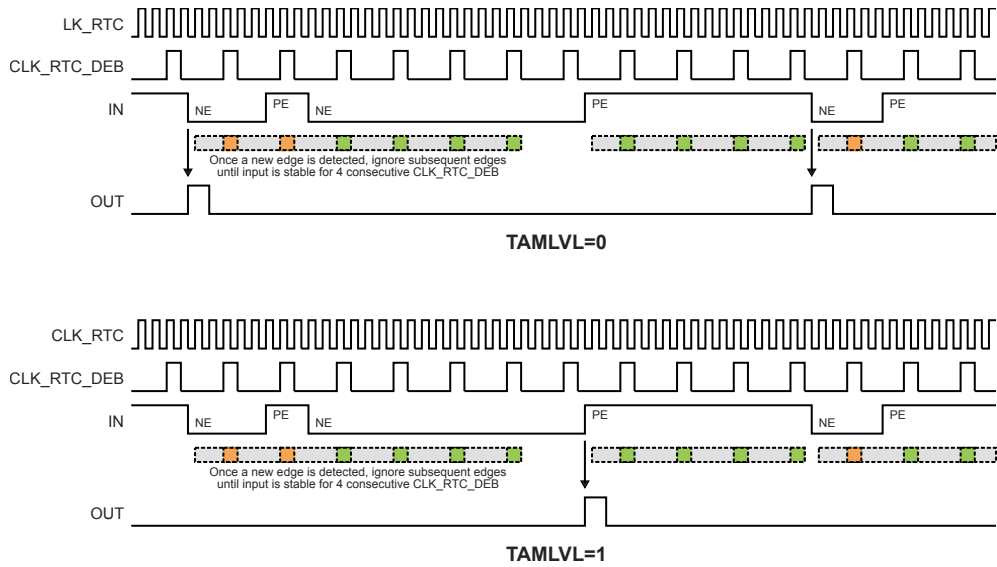 LK_RTC
CLK_RTC_DEB
IN
NE
PE
NE
PE
NE
PE
Once a new edge is detected, ignore subsequent edges
until input is stable for 4 consecutive CLK_RTC_DEB
OUT
TAMLVL=0
CLK_RTC
CLK_RTC_DEB
IN
NE
PE
NE
PE
NE
PE
Once a new edge is detected, ignore subsequent edges
until input is stable for 4 consecutive CLK_RTC_DEB
OUT
TAMLVL=1